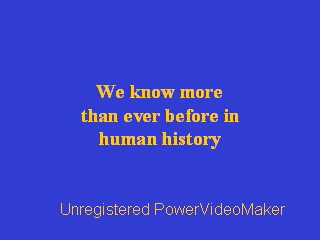 We know more
than ever before in
human history
Unregistered PowerVideoMaker